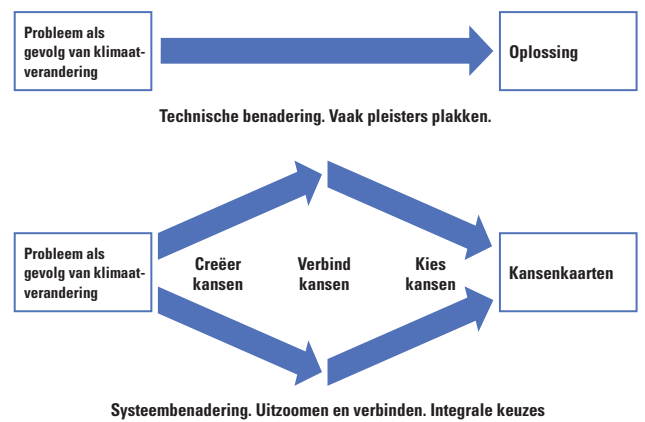 Probleem als
gevolg van klimaat-
verandering
Oplossing
Technische benadering. Vaak pleisters plakken.
Probleem als
gevolg van klimaat-
verandering
Creëer
kansen
Verbind
kansen
Kies
kansen
Kansenkaarten
Systeembenadering. Uitzoomen en verbinden. Integrale keuzes